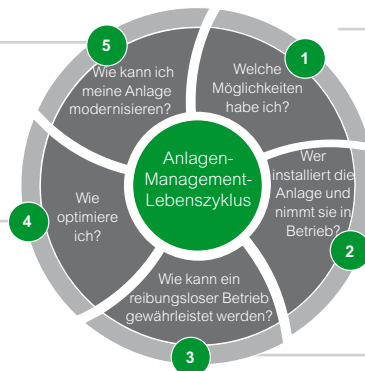 Anlagen-
Management-
Lebenszyklus
1
Welche
Möglichkeiten
habe ich?
2
Wer
installiert die
Anlage und
nimmt sie in
Betrieb?
3
Wie kann ein
reibungsloser Betrieb
gewährleistet werden?
4
Wie
optimiere
ich?
5
Wie kann ich
meine Anlage
modernisieren?